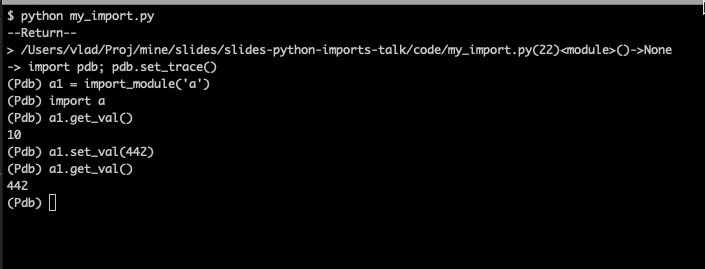 $ python my_import.py
--Return--
> /Users/vlad/Proj/mine/slides/slides-python-imports-talk/code/my_import.py(22)<module>()->None
-> import pdb; pdb.set_trace()
(Pdb) a1 = import_module('a')
(Pdb) import a
(Pdb) a1.get_val()
10
(Pdb) a1.set_val(442)
(Pdb) a1.get_val()
442
(Pdb)